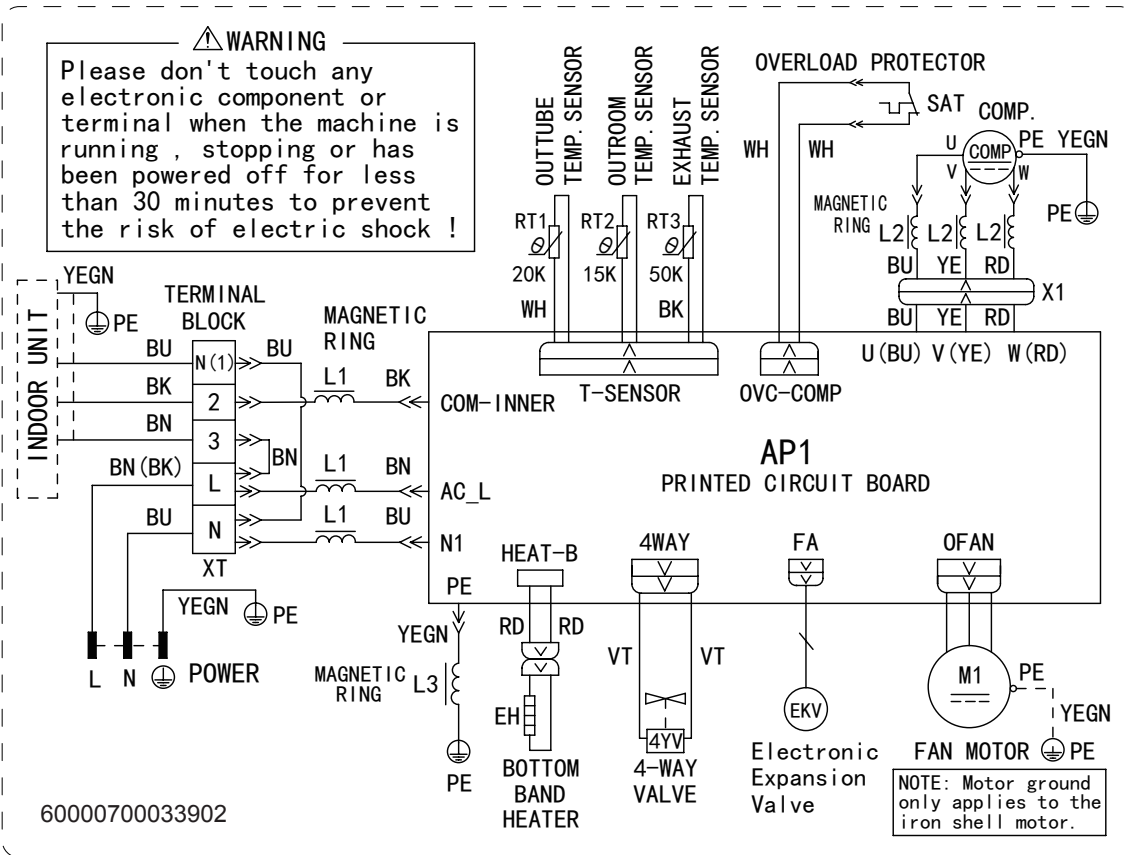 WARNING
Please don't touch any
electronic component or
terminal when the machine is
running , stopping or has
been powered off for less
than 30 minutes to prevent
the risk of electric shock !
OUTTUBE
TEMP. SENSOR
OUTROOM
TEMP. SENSOR
EXHAUST
TEMP. SENSOR
RT1
RT2
RT3
20K
15K
50K
WH
BK
T-SENSOR
OVERLOAD PROTECTOR
SAT
WH
WH
OVC-COMP
COMP.
COMP
U
V
W
PE YEGN
PE
MAGNETIC
RING
L2
L2
L2
BU
YE
RD
X1
BU
YE
RD
U(BU) V(YE) W(RD)
INDOOR UNIT
YEGN
PE
TERMINAL
BLOCK
BU
BK
BN
BN(BK)
BU
N(1)
2
3
L
N
XT
BU
BN
MAGNETIC
RING
L1
BK
L1
BN
L1
BU
COM-INNER
AC_L
N1
PE
AP1
PRINTED CIRCUIT BOARD
YEGN
PE
L
N
POWER
YEGN
MAGNETIC
RING
L3
PE
HEAT-B
RD
RD
EH
BOTTOM
BAND
HEATER
4WAY
VT
VT
4YV
4-WAY
VALVE
FA
EKV
Electronic
Expansion
Valve
OFAN
M1
PE
YEGN
FAN MOTOR
PE
NOTE: Motor ground
only applies to the
iron shell motor.
60000700033902